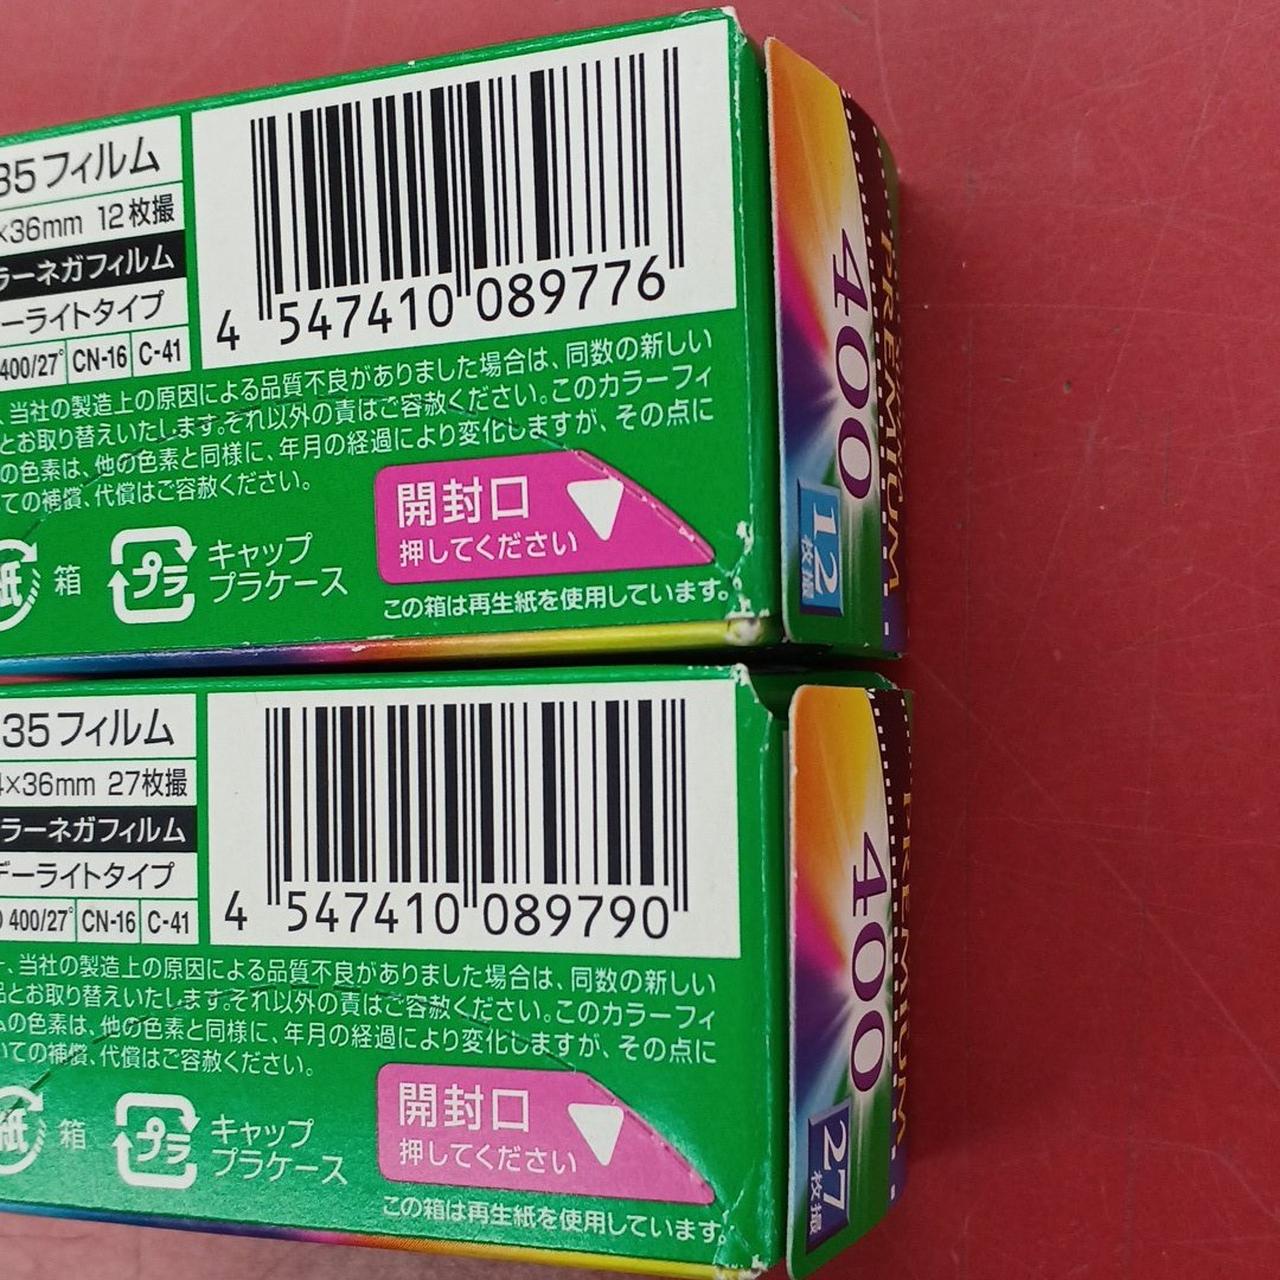 35フィルム
×36mm 12枚撮
ラーネガフィルム
ーライトタイプ
400/27° CN-16 C-41
4 547410 089776
、当社の製造上の原因による品質不良がありました場合は、同数の新しい
とお取り替えいたします。それ以外の責はご容赦ください。このカラーフィ
の色素は、他の色素と同様に、年月の経過により変化しますが、その点に
ての補償、代償はご容赦ください。
紙 箱 プラ キャップ
プラケース
開封口
押してください
この箱は再生紙を使用しています。
PREMIUM
400
12
枚撮
35フィルム
4×36mm 27枚撮
ラーネガフィルム
デーライトタイプ
O 400/27° CN-16 C-41
4 547410 089790
、当社の製造上の原因による品質不良がありました場合は、同数の新しい
品とお取り替えいたします。それ以外の責はご容赦ください。このカラーフィ
ムの色素は、他の色素と同様に、年月の経過により変化しますが、その点に
いての補償、代償はご容赦ください。
紙 箱 プラ キャップ
プラケース
開封口
押してください
この箱は再生紙を使用しています。
PREMIUM
400
27
枚撮